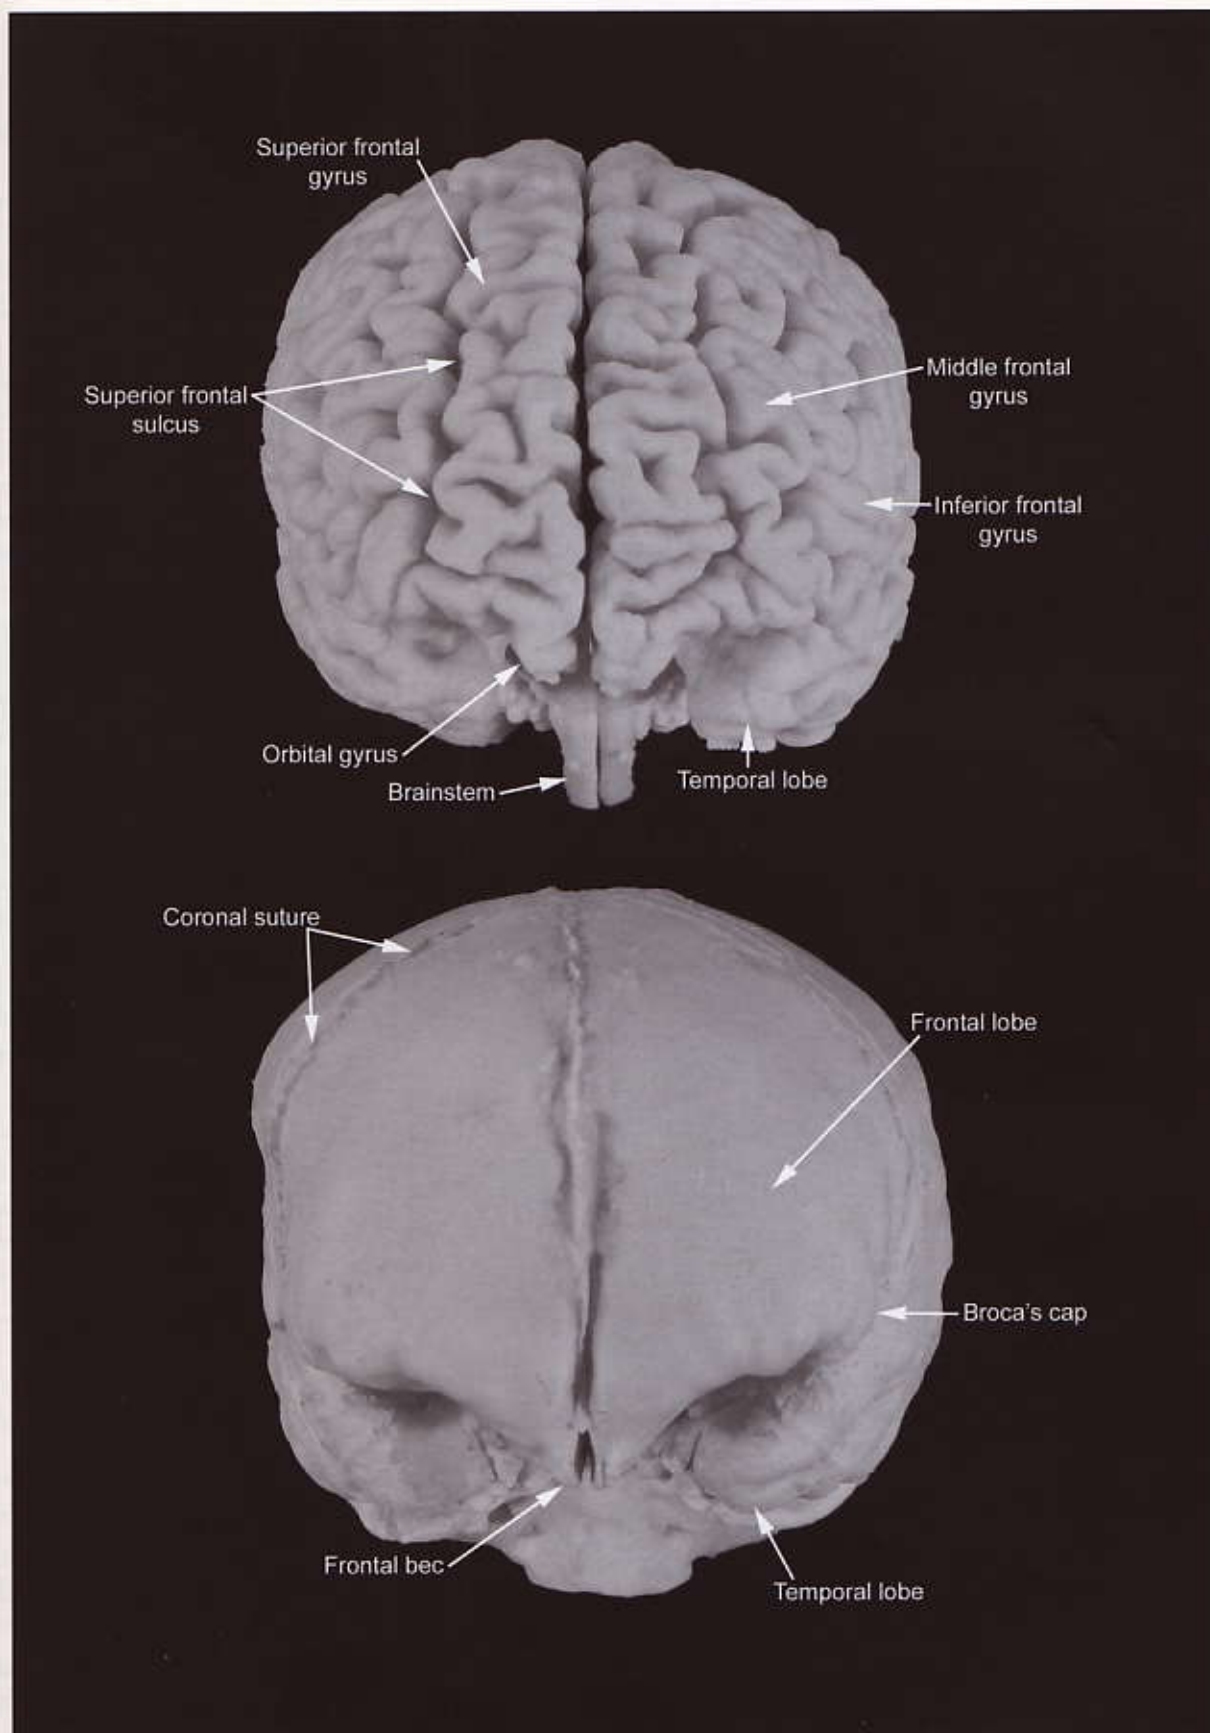 Superior frontal
gyrus
Superior frontal
sulcus
Middle frontal
gyrus
Inferior frontal
gyrus
Orbital gyrus
Brainstem
Temporal lobe
Coronal suture
Frontal lobe
Broca's cap
Frontal bec
Temporal lobe